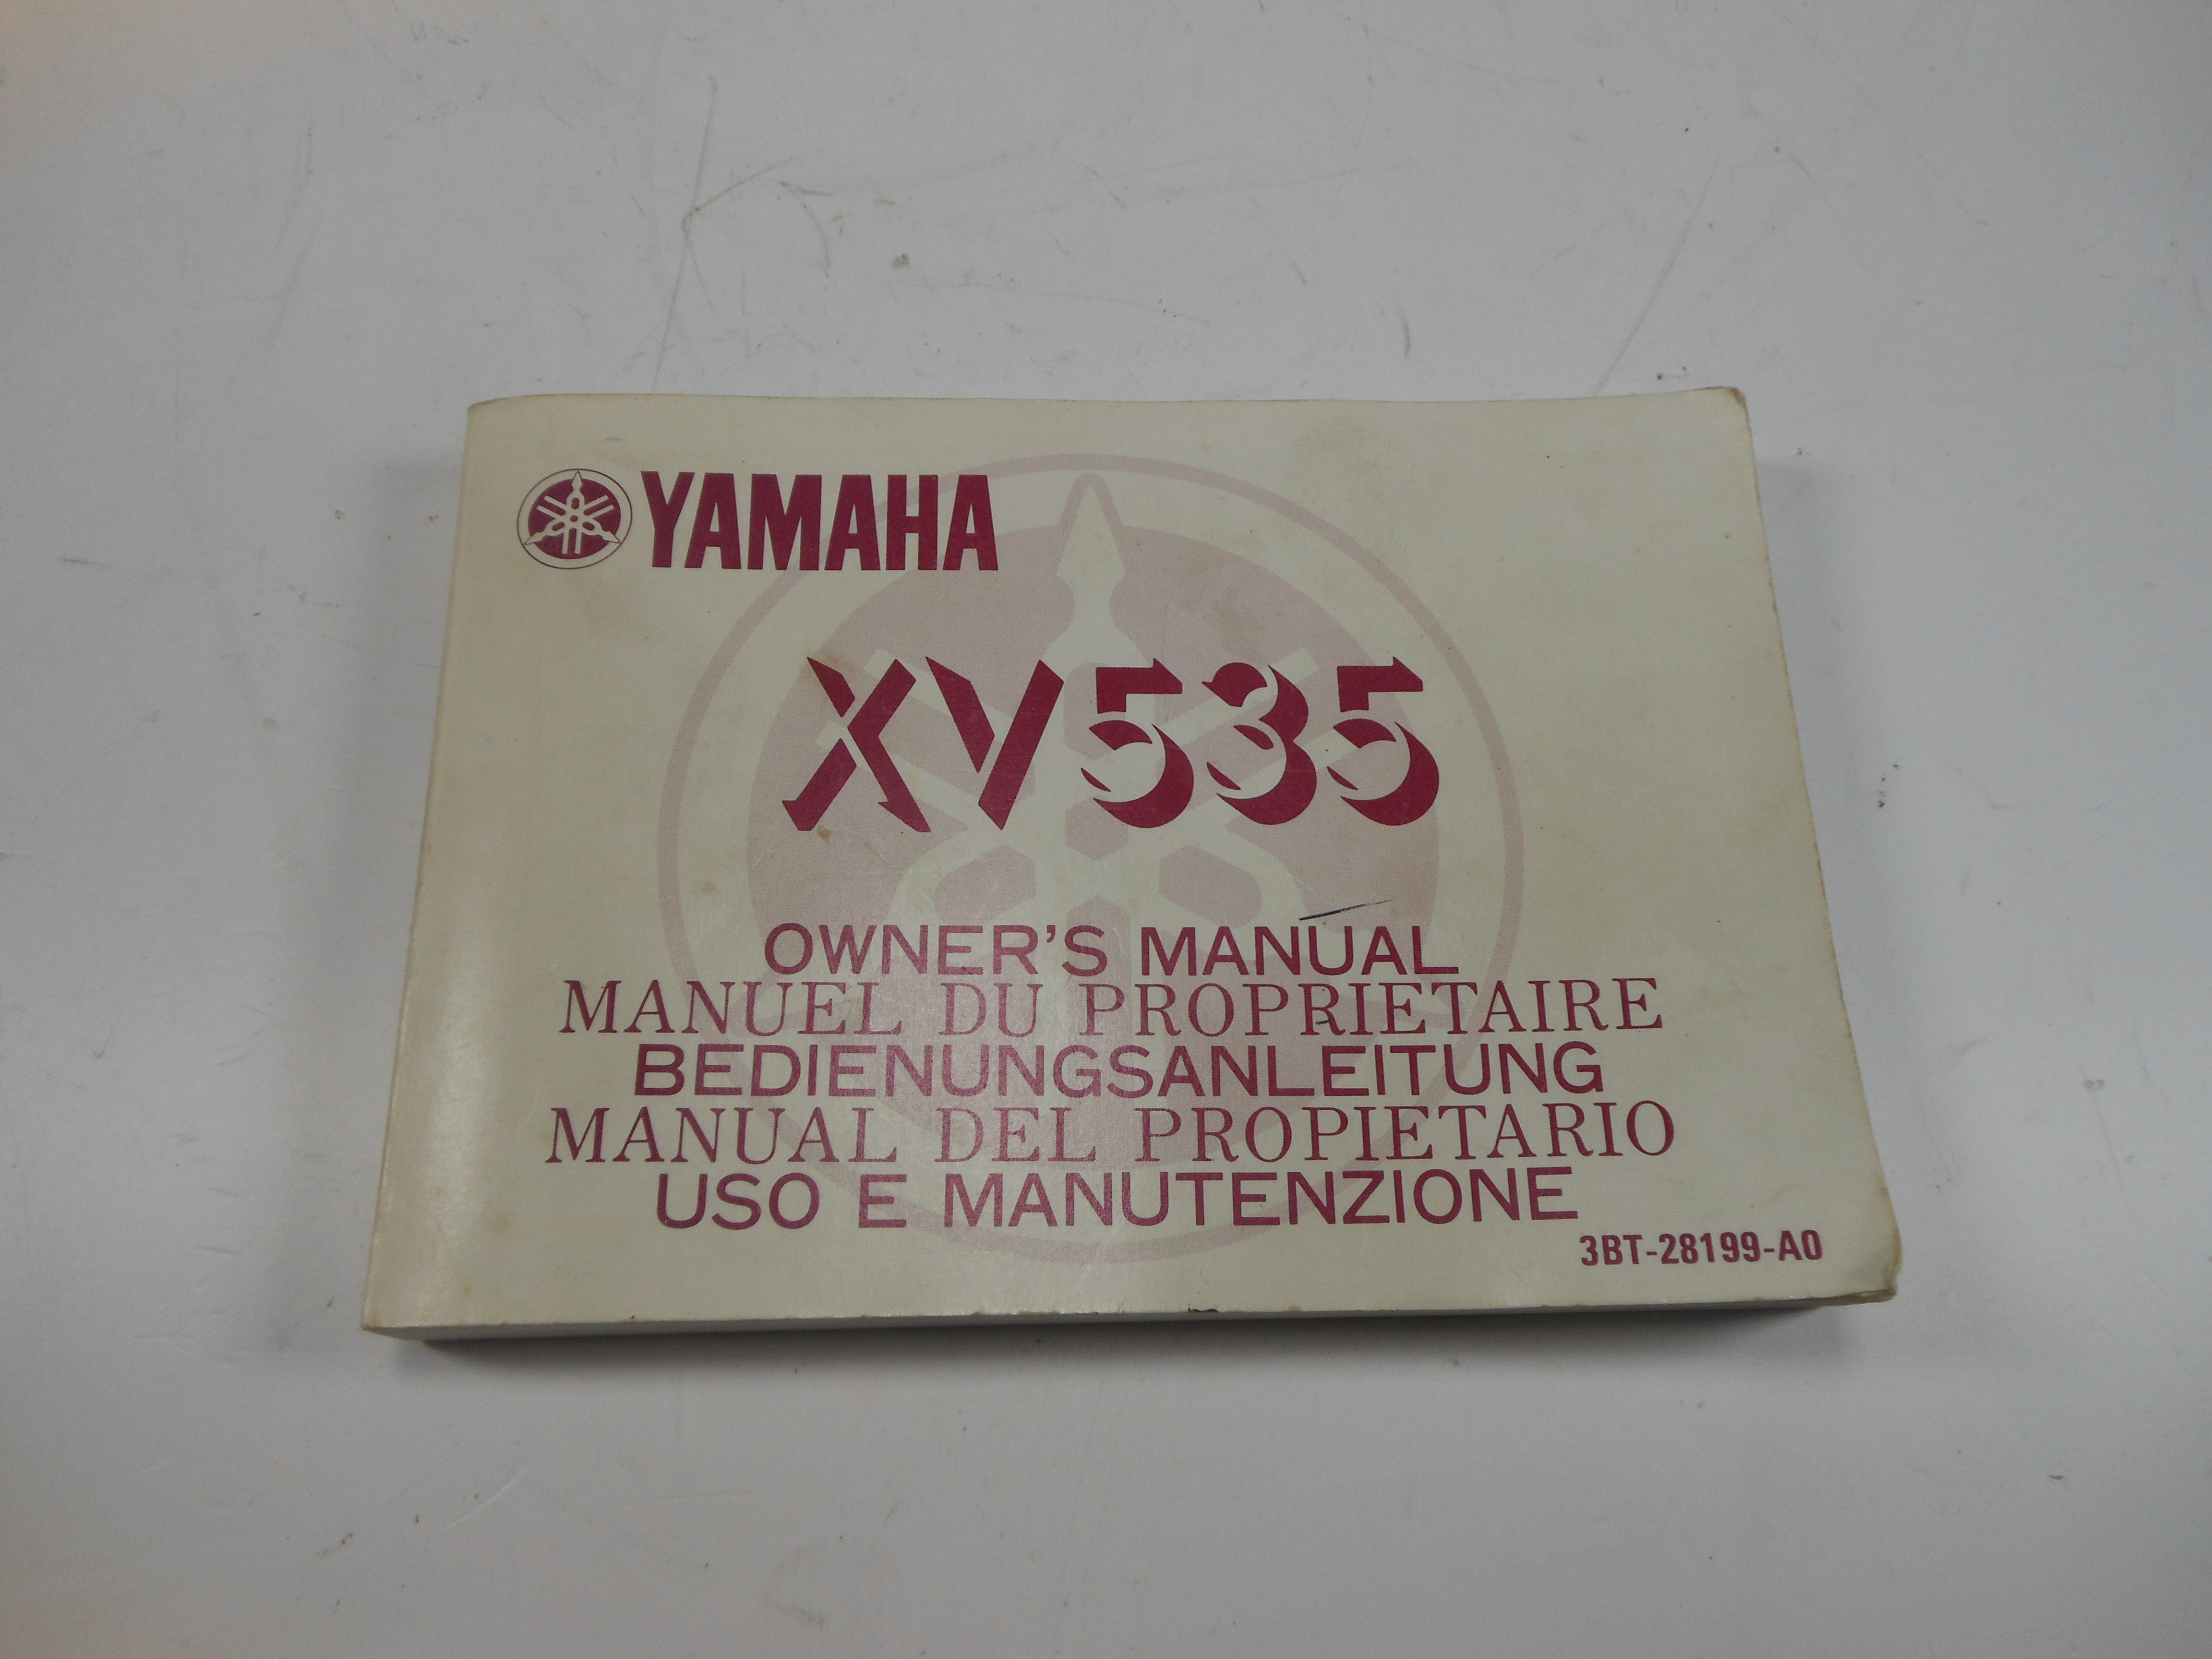 YAMAHA
XV535
OWNER'S MANUAL
MANUEL DU PROPRIETAIRE
BEDIENUNGSANLEITUNG
MANUAL DEL PROPIETARIO
USO E MANUTENZIONE
3BT-28199-A0